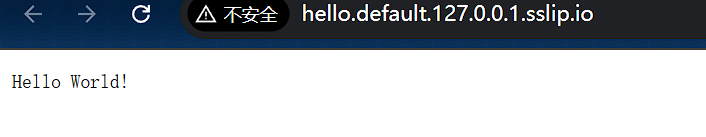 不安全 hello.default.127.0.0.1.sslip.io
Hello World!